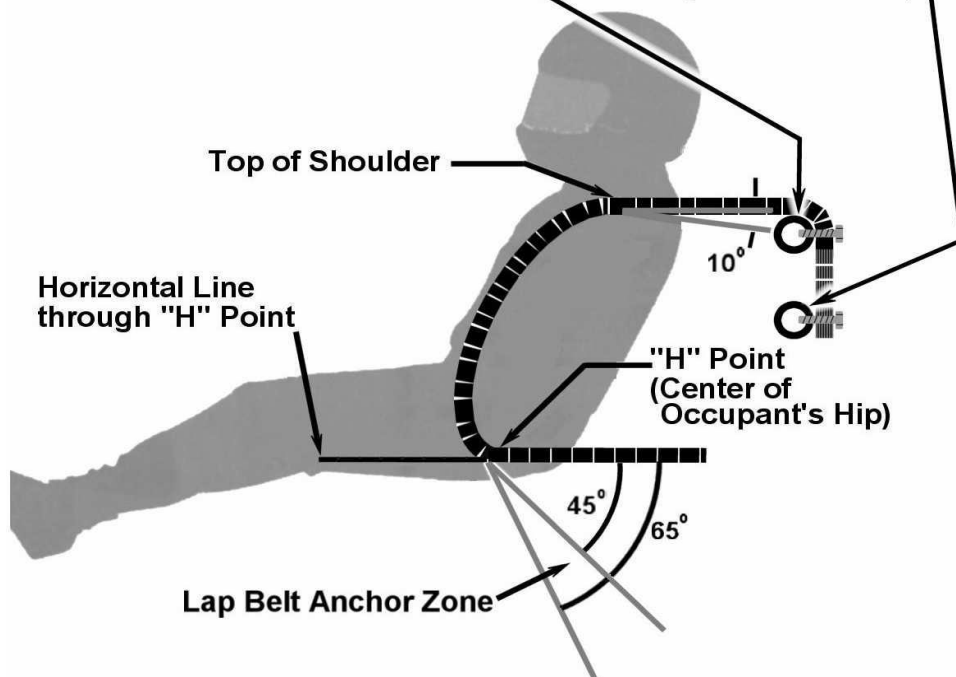 Top of Shoulder
10°
Horizontal Line
through "H" Point
"H" Point
(Center of
Occupant's Hip)
45°
65°
Lap Belt Anchor Zone